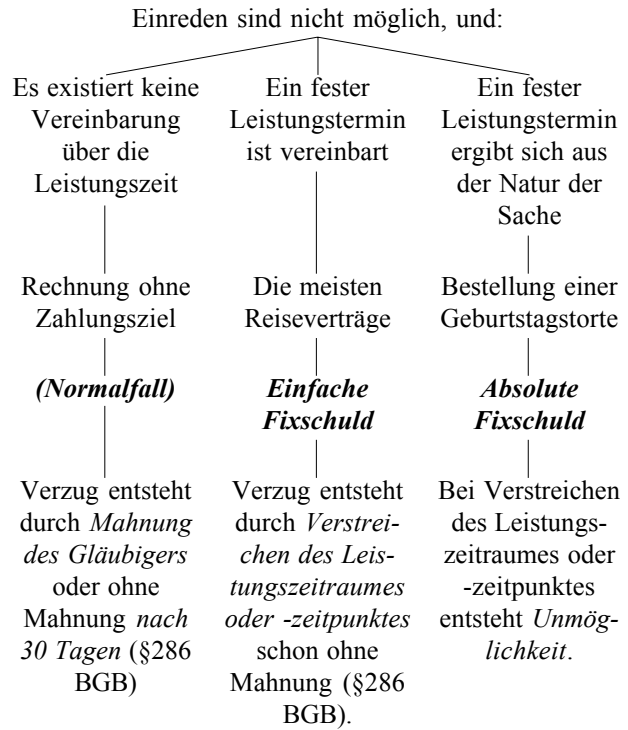 Einreden sind nicht möglich, und:
Es existiert keine
Vereinbarung
über die
Leistungszeit
Rechnung ohne
Zahlungsziel
(Normalfall)
Verzug entsteht
durch Mahnung
des Gläubigers
oder ohne
Mahnung nach
30 Tagen (§286
BGB)
Ein fester
Leistungstermin
ist vereinbart
Die meisten
Reiseverträge
Einfache
Fixschuld
Verzug entsteht
durch Verstrei-
chen des Leis-
tungszeitraumes
oder -zeitpunktes
schon ohne
Mahnung (§286
BGB).
Ein fester
Leistungstermin
ergibt sich aus
der Natur der
Sache
Bestellung einer
Geburtstagstorte
Absolute
Fixschuld
Bei Verstreichen
des Leistungs-
zeitraumes oder
-zeitpunktes
entsteht Unmög-
lichkeit.